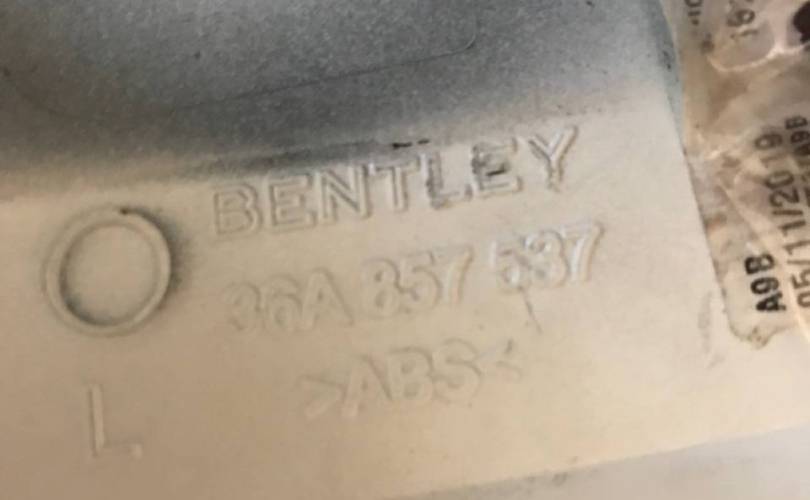 BENTLEY
36A 857 537
>ABS<
L
A9B
05/11/2019